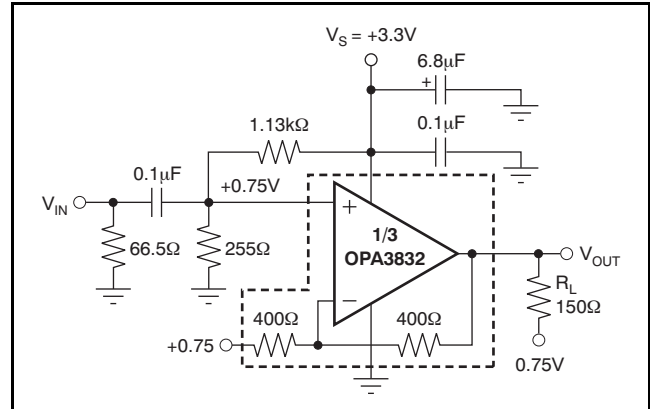 V_S = +3.3V
6.8μF
+
1.13kΩ
0.1μF
0.1μF
+0.75V
V_IN
+
1/3
OPA3832
V_OUT
66.5Ω
255Ω
−
R_L
150Ω
400Ω
400Ω
+0.75
0.75V